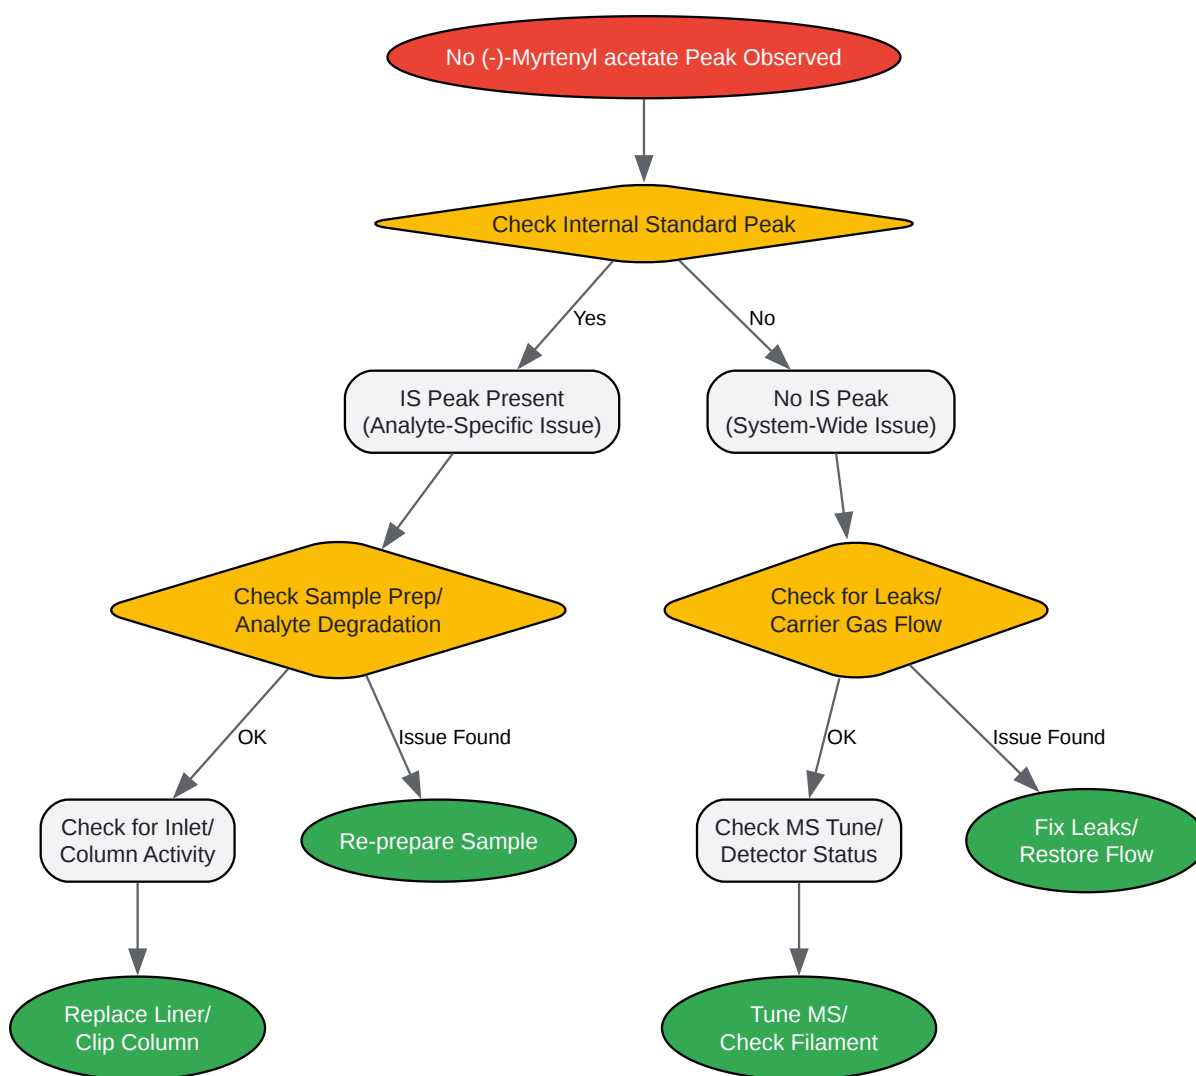 No (-)-Myrtenyl acetate Peak Observed
Check Internal Standard Peak
Yes
No
IS Peak Present
(Analyte-Specific Issue)
No IS Peak
(System-Wide Issue)
Check Sample Prep/
Analyte Degradation
Check for Leaks/
Carrier Gas Flow
OK
Issue Found
OK
Issue Found
Check for Inlet/
Column Activity
Re-prepare Sample
Check MS Tune/
Detector Status
Fix Leaks/
Restore Flow
Replace Liner/
Clip Column
Tune MS/
Check Filament